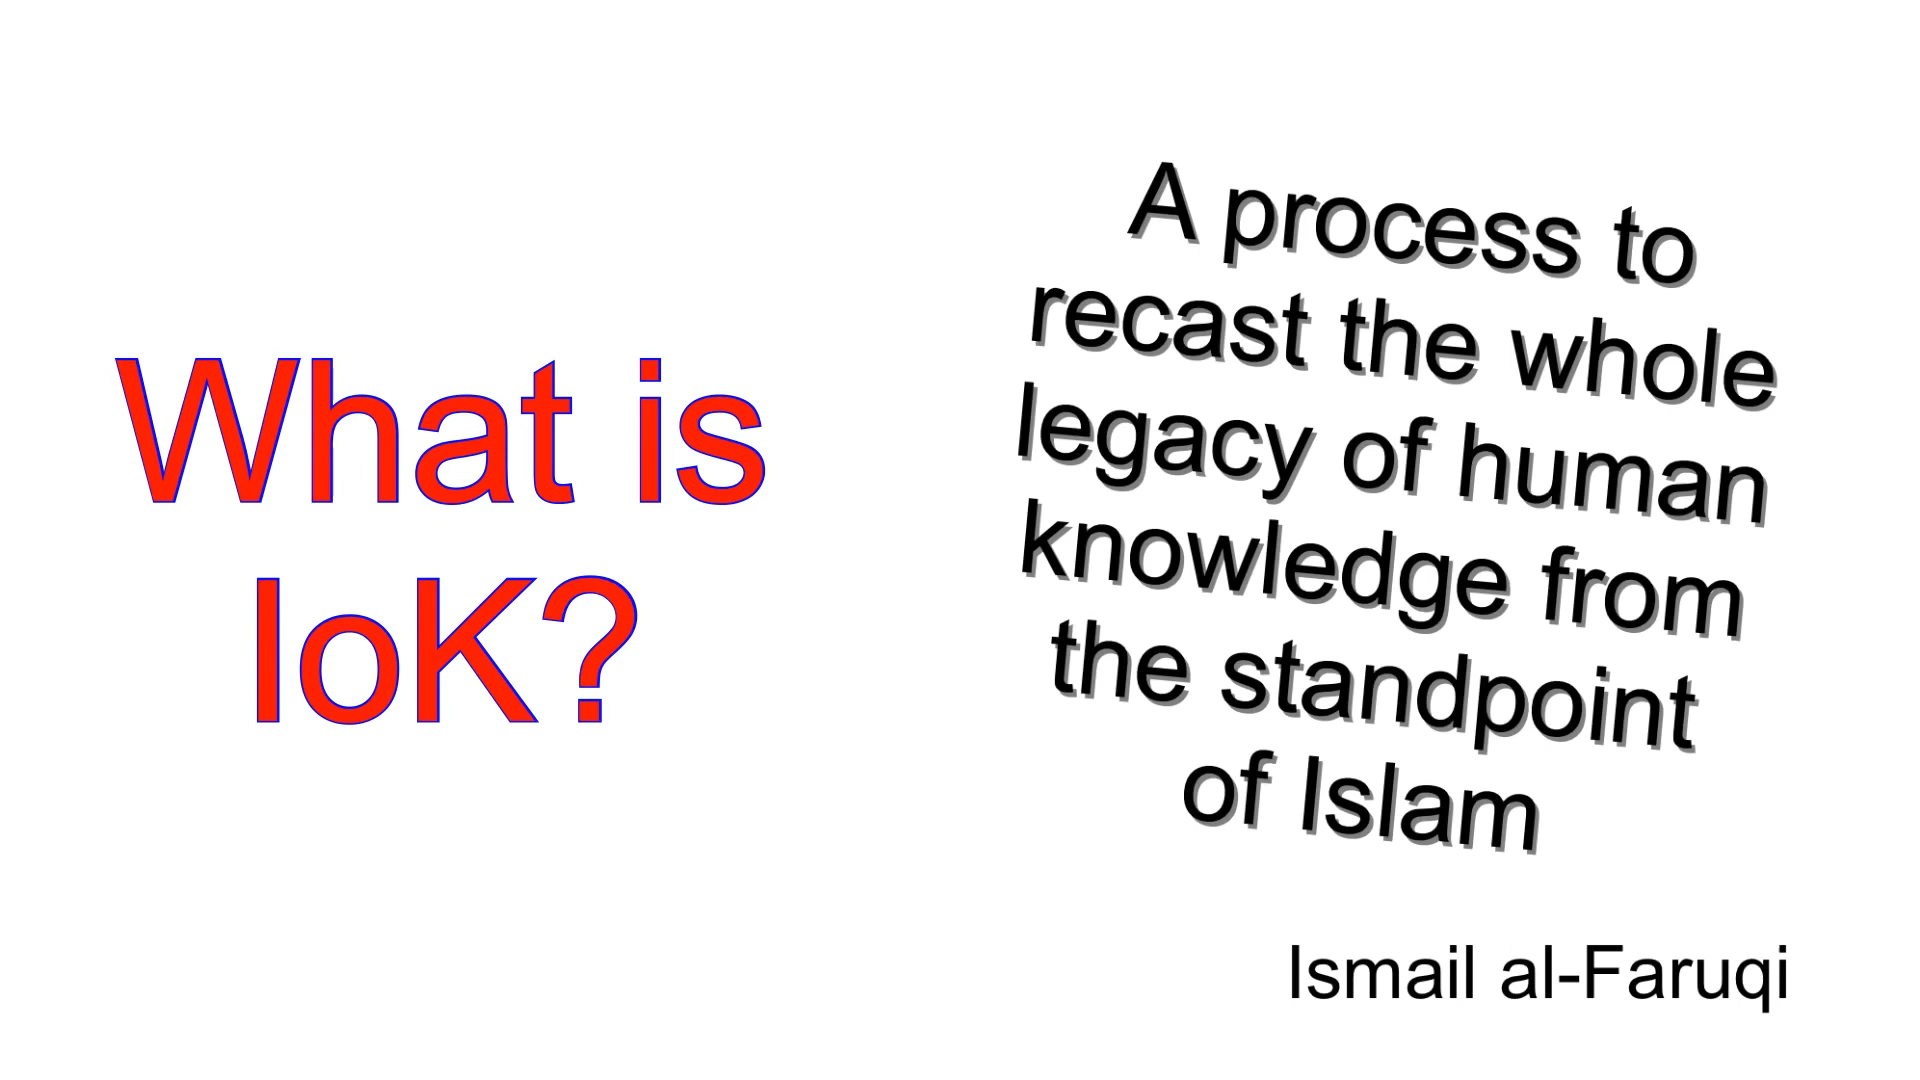 What is
IoK?
A process to
recast the whole
legacy of human
knowledge from
the standpoint
of Islam
Ismail al-Faruqi